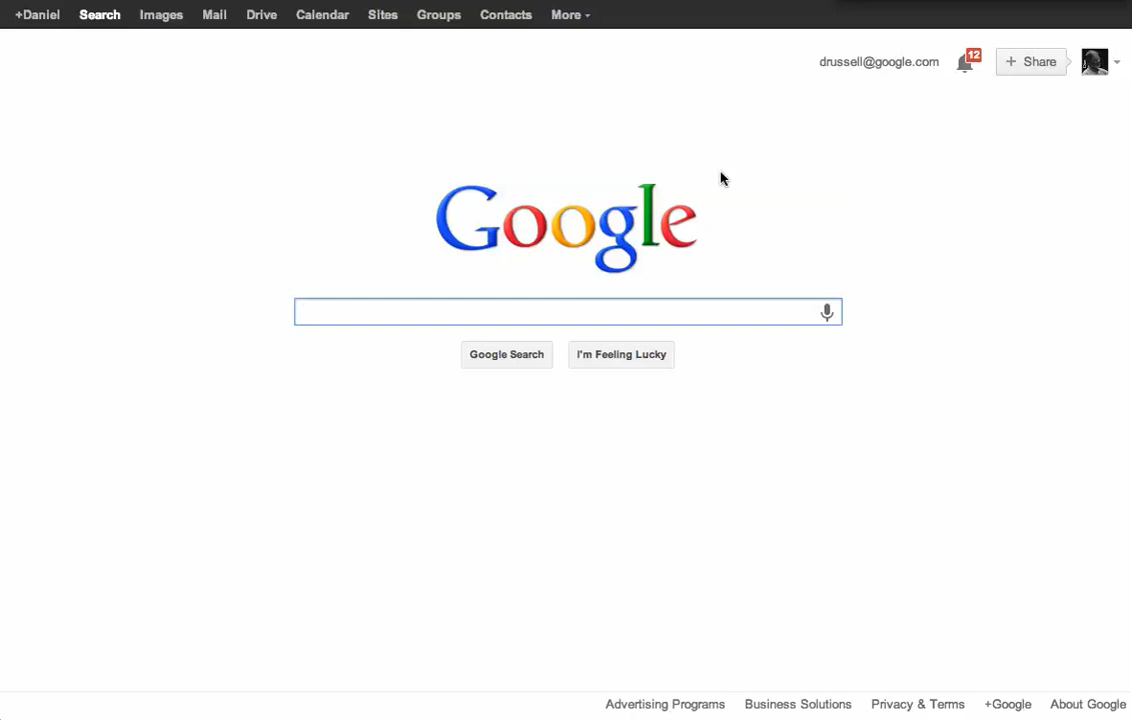 +Daniel Search Images Mail Drive Calendar Sites Groups Contacts More
drussell@google.com 12 + Share
Google
Google Search I'm Feeling Lucky
Advertising Programs Business Solutions Privacy & Terms +Google About Google